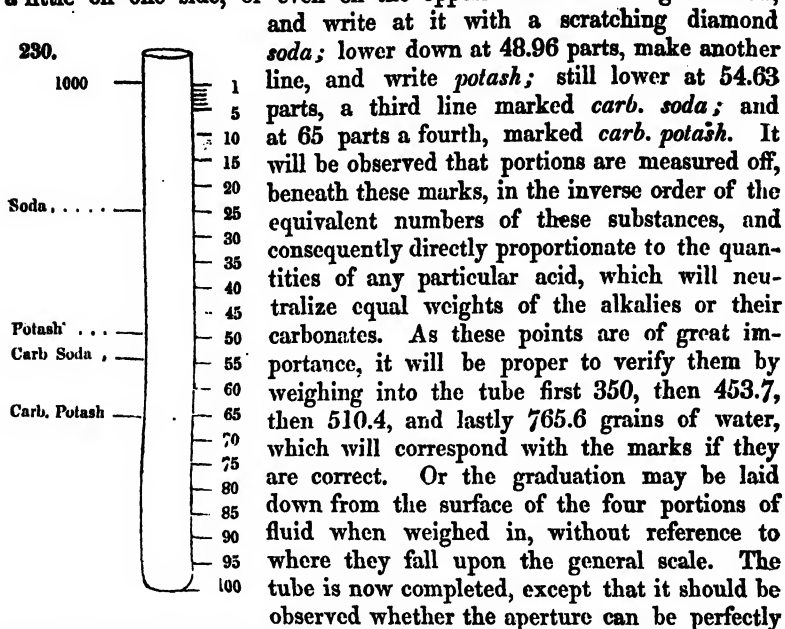 a little on one side, or even on the
and write at it with a scratching diamond
soda; lower down at 48.96 parts, make another
line, and write potash; still lower at 54.63
parts, a third line marked carb. soda; and
at 65 parts a fourth, marked carb. potash. It
will be observed that portions are measured off,
beneath these marks, in the inverse order of the
equivalent numbers of these substances, and
consequently directly proportionate to the quan-
tities of any particular acid, which will neu-
tralize equal weights of the alkalies or their
carbonates. As these points are of great im-
portance, it will be proper to verify them by
weighing into the tube first 350, then 453.7,
then 510.4, and lastly 765.6 grains of water,
which will correspond with the marks if they
are correct. Or the graduation may be laid
down from the surface of the four portions of
fluid when weighed in, without reference to
where they fall upon the general scale. The
tube is now completed, except that it should be
observed whether the aperture can be perfectly
230.
1000
Soda. . . . . .
Potash . . . .
Carb Soda .
Carb. Potash
1
5
10
15
20
25
30
35
40
45
50
55
60
65
70
75
80
85
90
95
100